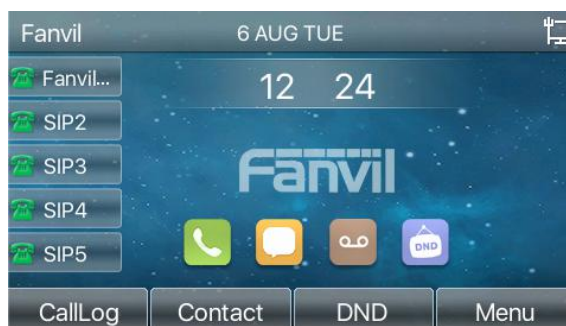 Fanvil 6 AUG TUE
Fanvil...
12 24
SIP2
SIP3
Fanvil
SIP4
SIP5
DND
CallLog Contact DND Menu